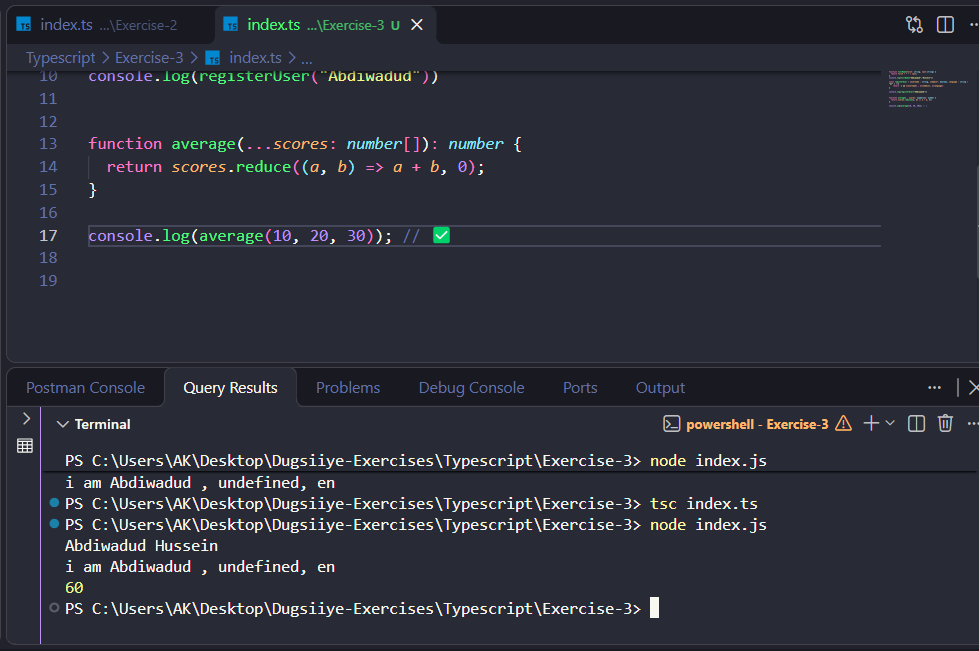 TS index.ts ...\Exercise-2
TS index.ts ...\Exercise-3 U
Typescript > Exercise-3 > TS index.ts > ...
10 console.log(registerUser("Abdiwadud"))
11
12
13 function average(...scores: number[]): number {
14 return scores.reduce((a, b) => a + b, 0);
15 }
16
17 console.log(average(10, 20, 30)); // ✅
18
19
Postman Console Query Results Problems Debug Console Ports Output
Terminal
powershell - Exercise-3
PS C:\Users\AK\Desktop\Dugsiiye-Exercises\Typescript\Exercise-3> node index.js
i am Abdiwadud , undefined, en
PS C:\Users\AK\Desktop\Dugsiiye-Exercises\Typescript\Exercise-3> tsc index.ts
PS C:\Users\AK\Desktop\Dugsiiye-Exercises\Typescript\Exercise-3> node index.js
Abdiwadud Hussein
i am Abdiwadud , undefined, en
60
PS C:\Users\AK\Desktop\Dugsiiye-Exercises\Typescript\Exercise-3>